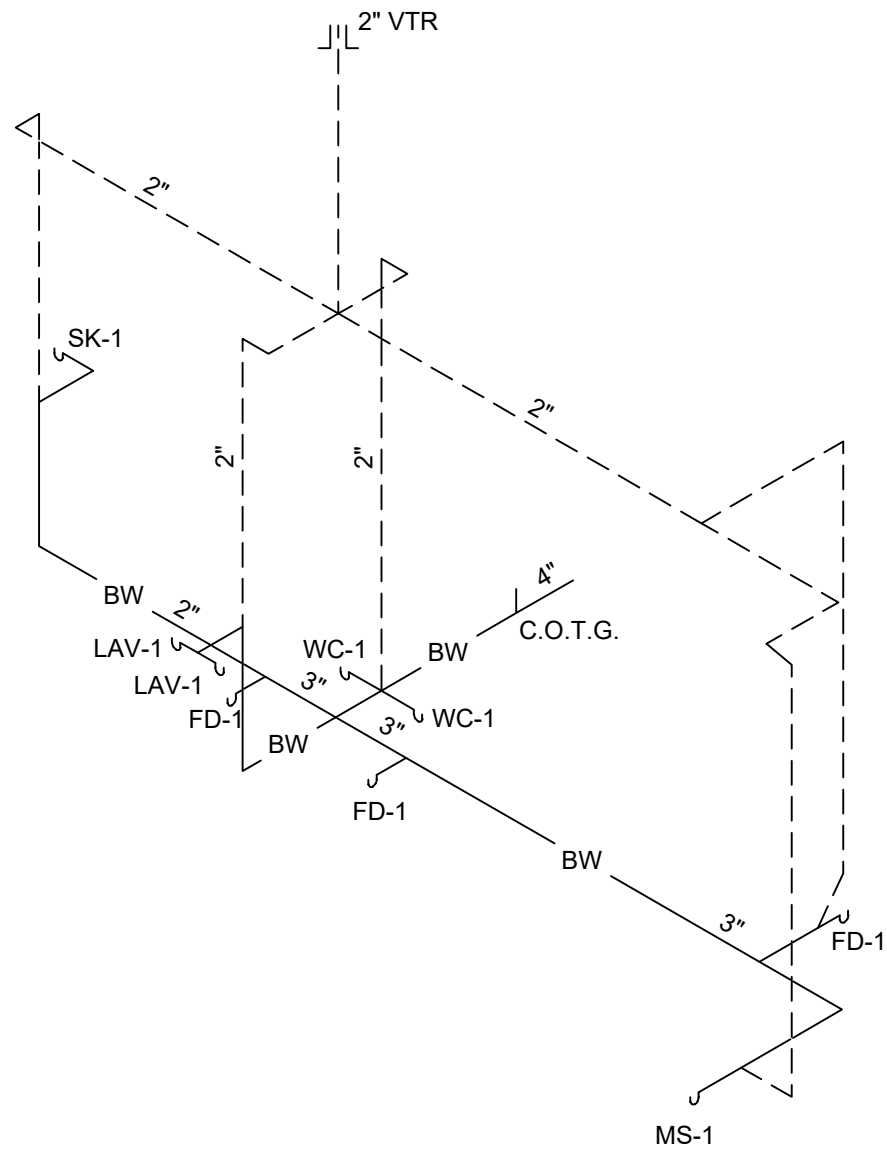 2" VTR
2"
SK-1
2"
2"
2"
4"
BW
2"
C.O.T.G.
LAV-1
WC-1
BW
LAV-1
3"
FD-1
WC-1
3"
BW
FD-1
BW
3"
FD-1
MS-1